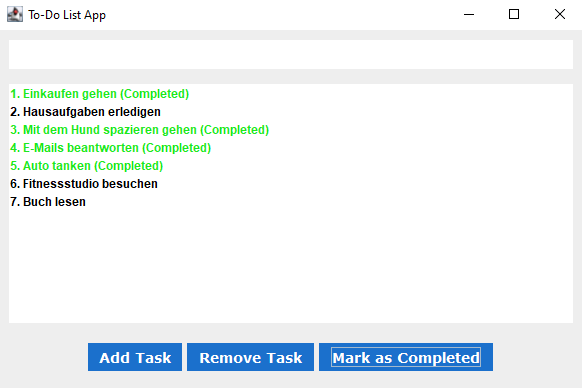 To-Do List App
1. Einkaufen gehen (Completed)
2. Hausaufgaben erledigen
3. Mit dem Hund spazieren gehen (Completed)
4. E-Mails beantworten (Completed)
5. Auto tanken (Completed)
6. Fitnessstudio besuchen
7. Buch lesen
Add Task Remove Task Mark as Completed